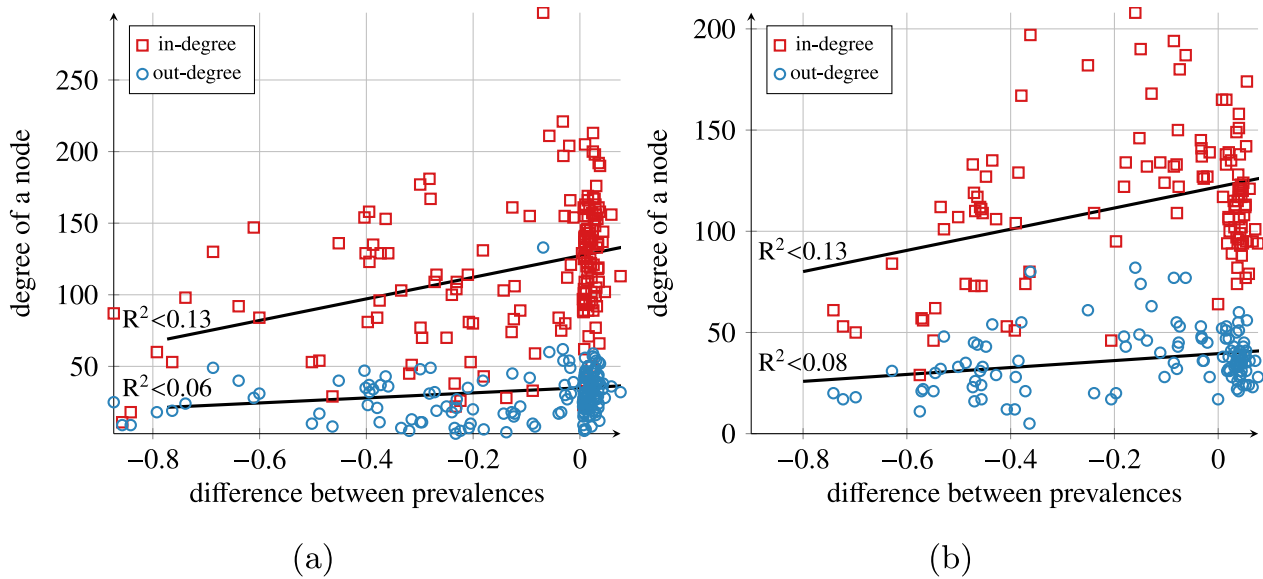 in-degree
out-degree
degree of a node
250
200
150
100
50
R²<0.13
R²<0.06
−0.8
−0.6
−0.4
−0.2
0
difference between prevalences
(a)
in-degree
out-degree
degree of a node
200
150
100
50
0
R²<0.13
R²<0.08
−0.8
−0.6
−0.4
−0.2
0
difference between prevalences
(b)